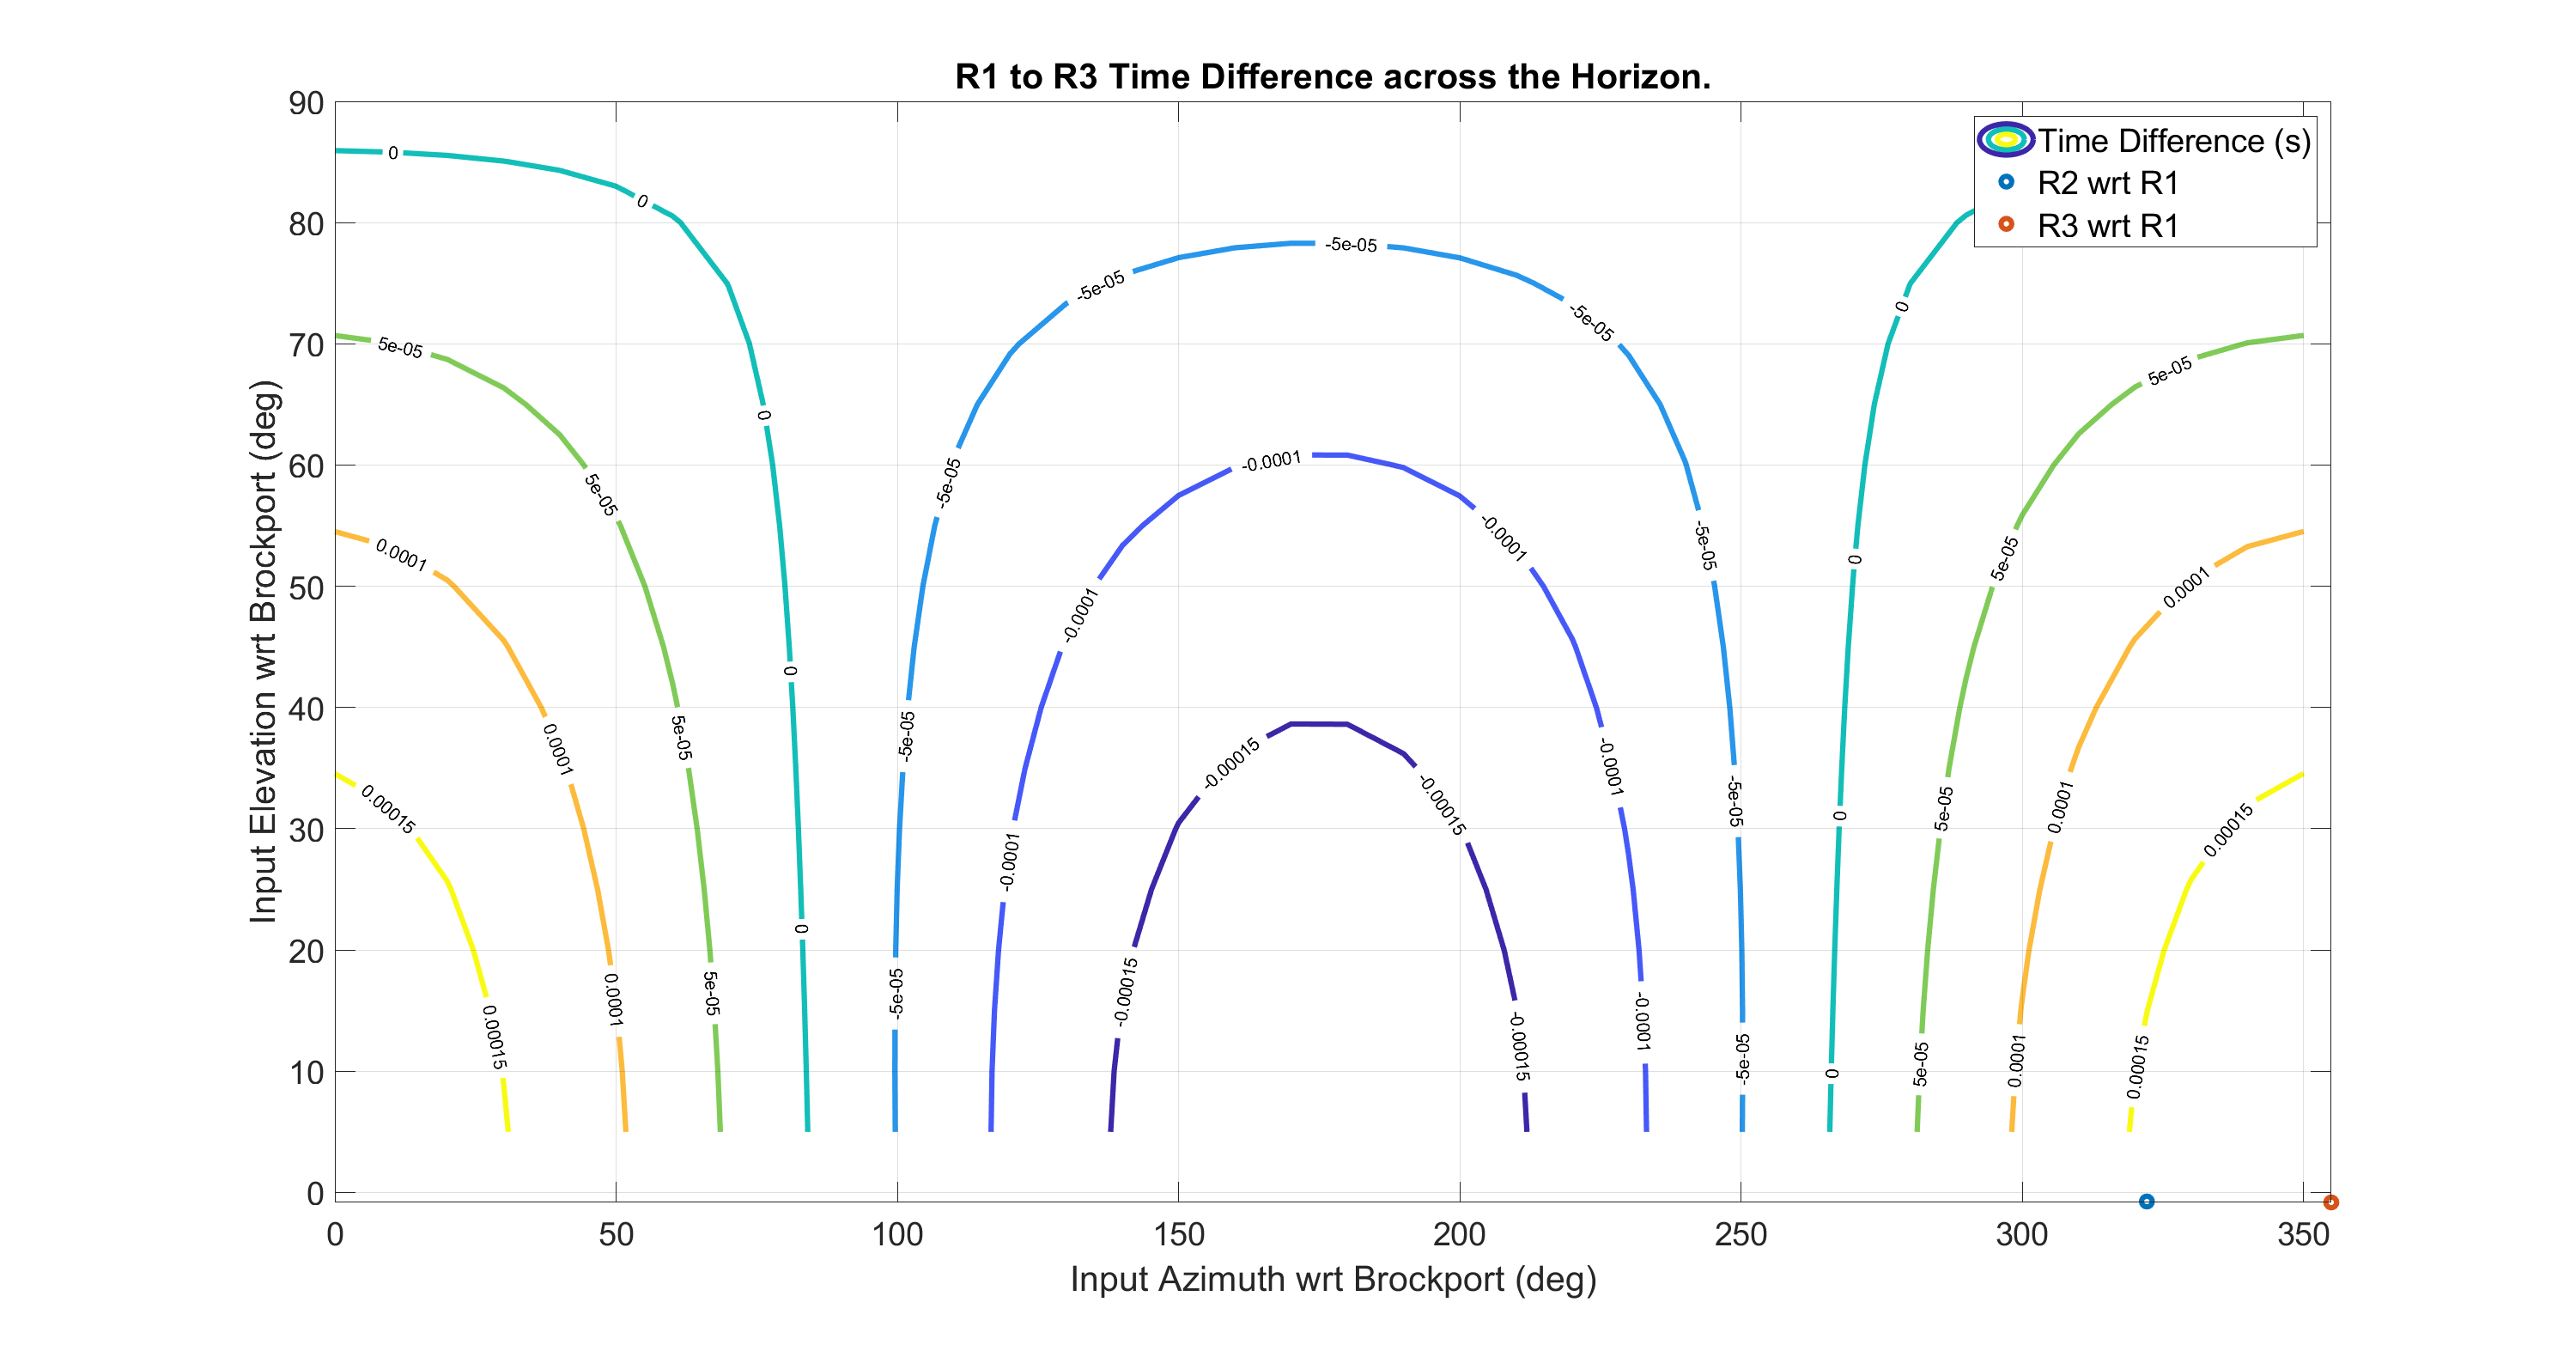 R1 to R3 Time Difference across the Horizon.
Time Difference (s)
R2 wrt R1
R3 wrt R1
Input Elevation wrt Brockport (deg)
90
80
70
60
50
40
30
20
10
0
0
0
0
0
0
5e-05
5e-05
5e-05
5e-05
0.0001
0.0001
0.0001
0.00015
0.00015
-5e-05
-5e-05
-5e-05
-5e-05
-5e-05
-5e-05
-5e-05
-5e-05
-5e-05
-0.0001
-0.0001
-0.0001
-0.0001
-0.0001
-0.0001
-0.00015
-0.00015
-0.00015
-0.00015
0
0
0
0
5e-05
5e-05
5e-05
5e-05
0.0001
0.0001
0.0001
0.00015
0.00015
0
50
100
150
200
250
300
350
Input Azimuth wrt Brockport (deg)